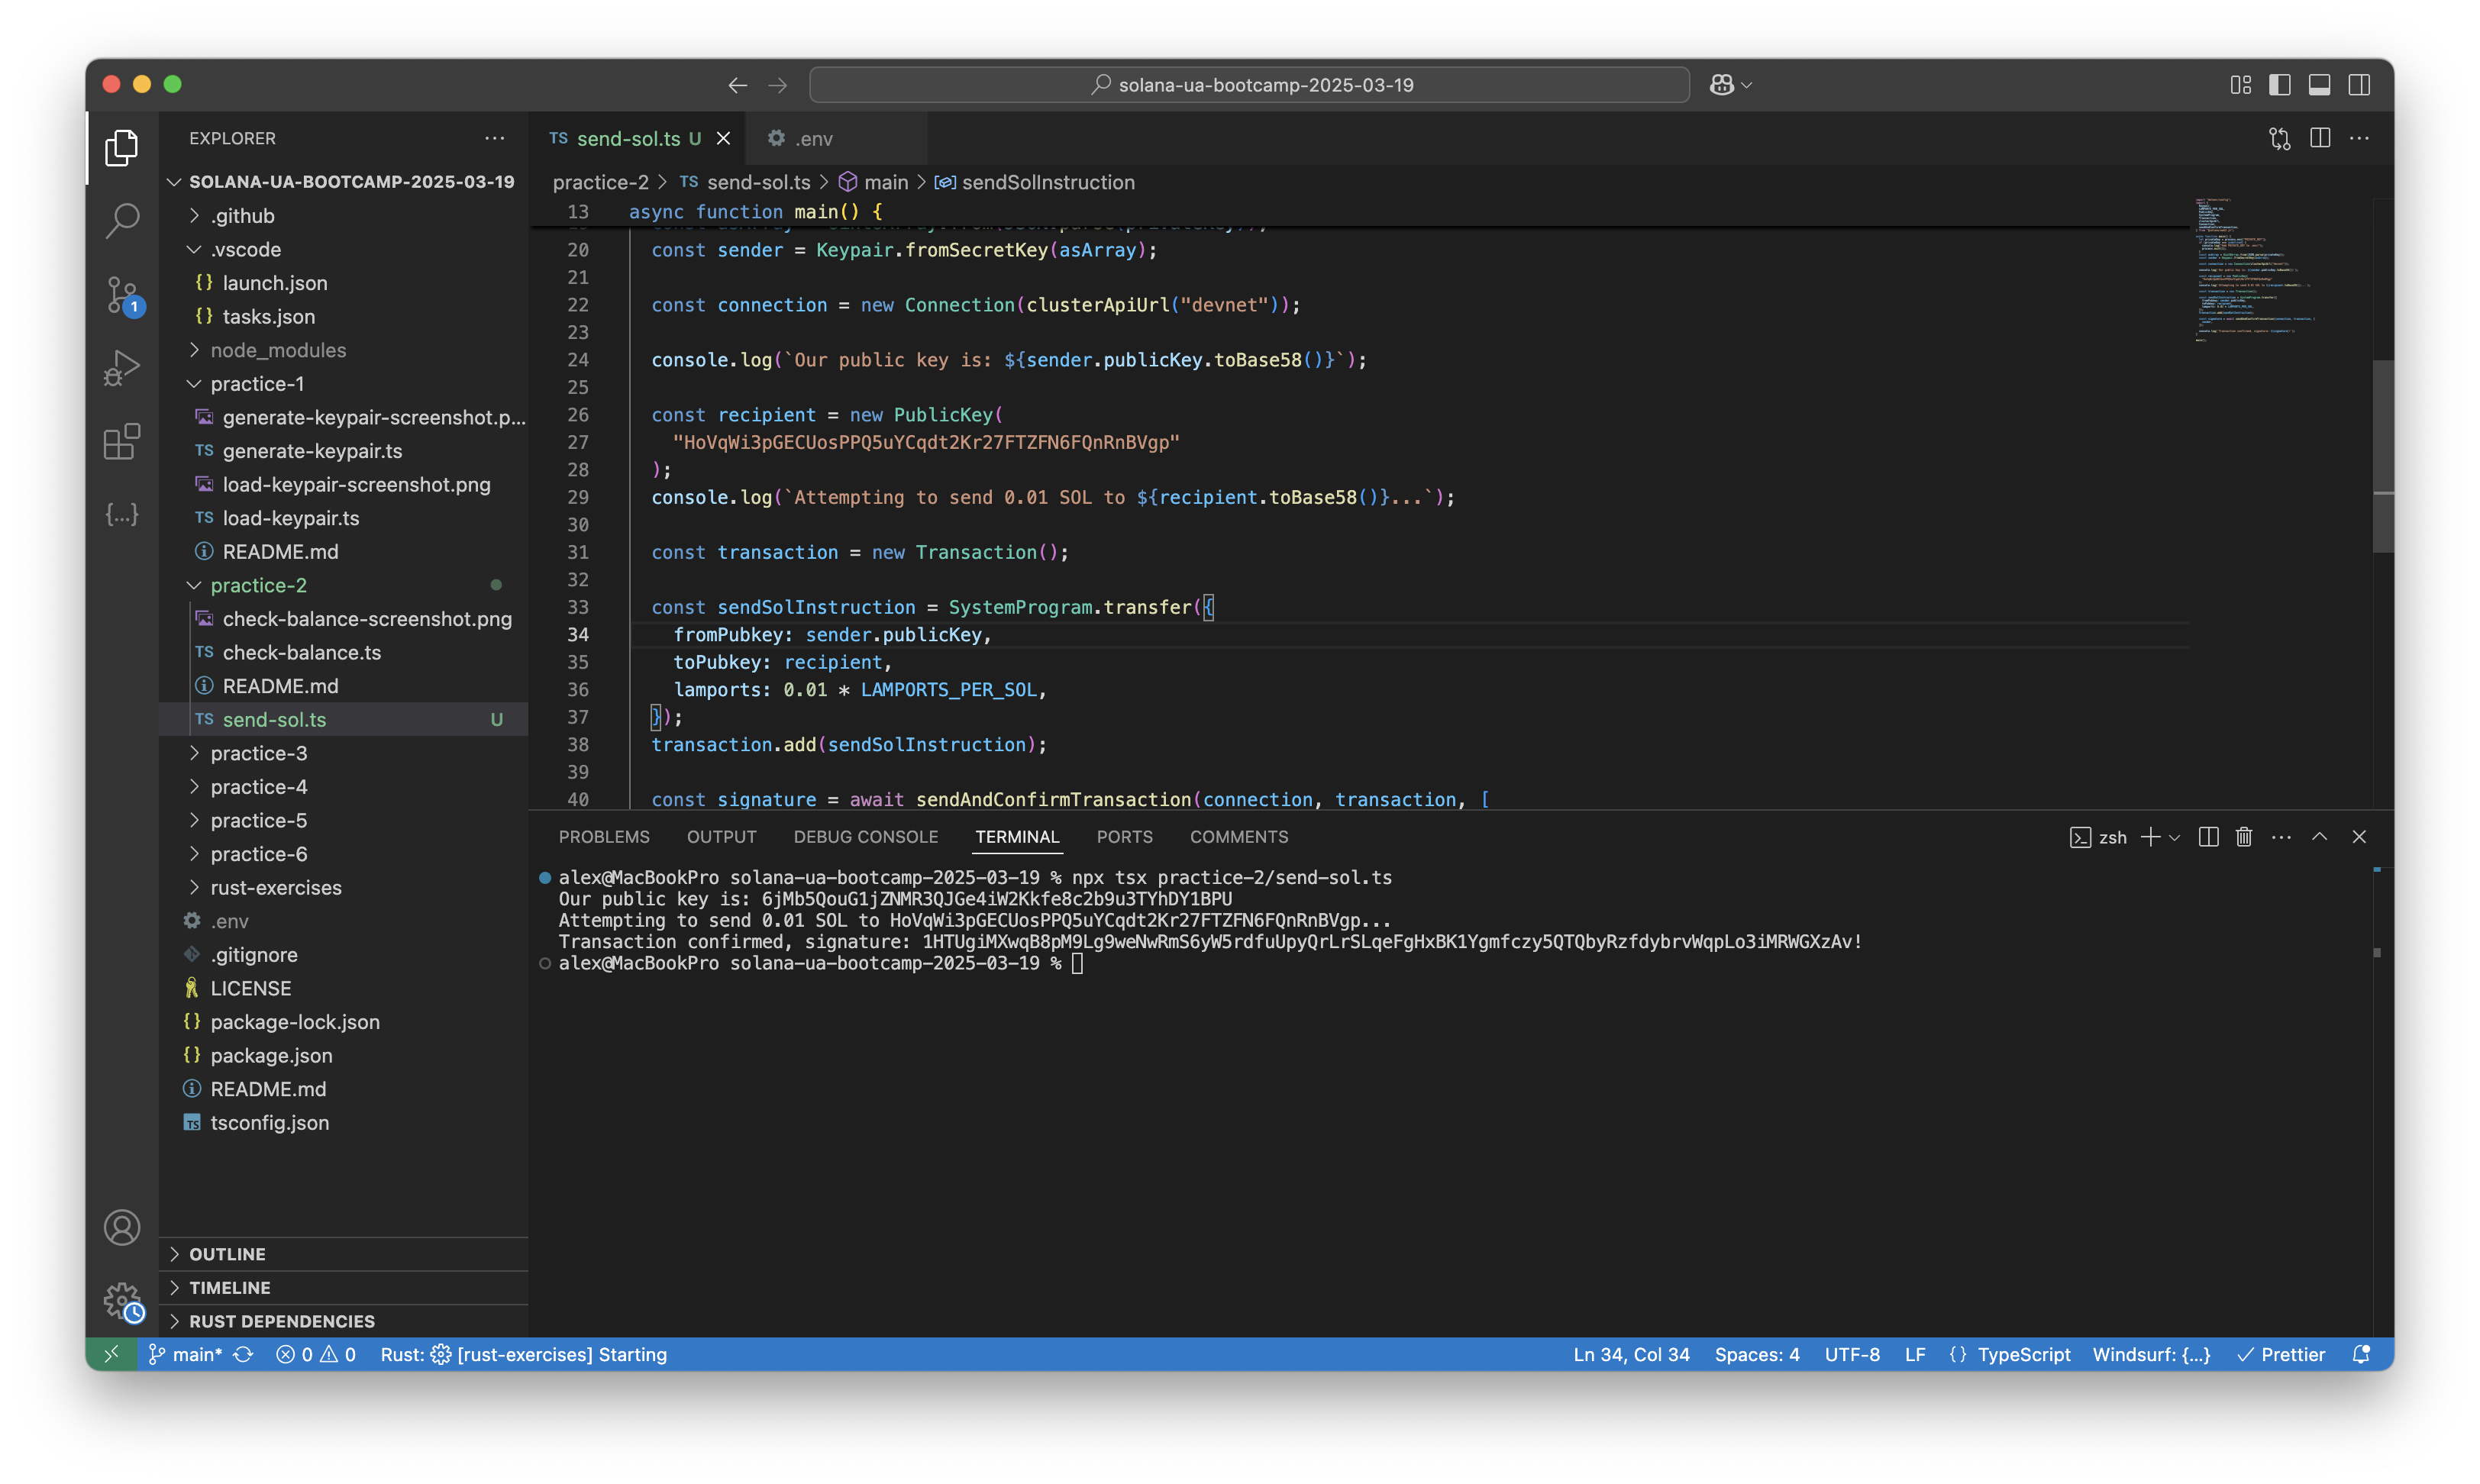 solana-ua-bootcamp-2025-03-19
EXPLORER
SOLANA-UA-BOOTCAMP-2025-03-19
.github
.vscode
{} launch.json
{} tasks.json
node_modules
practice-1
generate-keypair-screenshot.p...
TS generate-keypair.ts
load-keypair-screenshot.png
TS load-keypair.ts
README.md
practice-2
check-balance-screenshot.png
TS check-balance.ts
README.md
TS send-sol.ts U
practice-3
practice-4
practice-5
practice-6
rust-exercises
.env
.gitignore
LICENSE
{} package-lock.json
{} package.json
README.md
TS tsconfig.json
OUTLINE
TIMELINE
RUST DEPENDENCIES
1
{...}
TS send-sol.ts U
.env
practice-2 > TS send-sol.ts > main > sendSolInstruction
13 async function main() {
20 const sender = Keypair.fromSecretKey(asArray);
21
22 const connection = new Connection(clusterApiUrl("devnet"));
23
24 console.log(`Our public key is: ${sender.publicKey.toBase58()}`);
25
26 const recipient = new PublicKey(
27 "HoVqWi3pGECUosPPQ5uYCqdt2Kr27FTZFN6FQnRnBVgp"
28 );
29 console.log(`Attempting to send 0.01 SOL to ${recipient.toBase58()}...`);
30
31 const transaction = new Transaction();
32
33 const sendSolInstruction = SystemProgram.transfer({
34 fromPubkey: sender.publicKey,
35 toPubkey: recipient,
36 lamports: 0.01 * LAMPORTS_PER_SOL,
37 });
38 transaction.add(sendSolInstruction);
39
40 const signature = await sendAndConfirmTransaction(connection, transaction, [
PROBLEMS OUTPUT DEBUG CONSOLE TERMINAL PORTS COMMENTS
zsh
alex@MacBookPro solana-ua-bootcamp-2025-03-19 % npx tsx practice-2/send-sol.ts
Our public key is: 6jMb5QouG1jZNMR3QJGe4iW2Kkfe8c2b9u3TYhDY1BPU
Attempting to send 0.01 SOL to HoVqWi3pGECUosPPQ5uYCqdt2Kr27FTZFN6FQnRnBVgp...
Transaction confirmed, signature: 1HTUgiMXwqB8pM9Lg9weNwRmS6yW5rdfuUpyQrLrSLqeFgHxBK1Ygmfczy5QTQbyRzfdybrvWqpLo3iMRWGXzAv!
alex@MacBookPro solana-ua-bootcamp-2025-03-19 %
main* 0 0 Rust: [rust-exercises] Starting
Ln 34, Col 34 Spaces: 4 UTF-8 LF {} TypeScript Windsurf: {...} Prettier